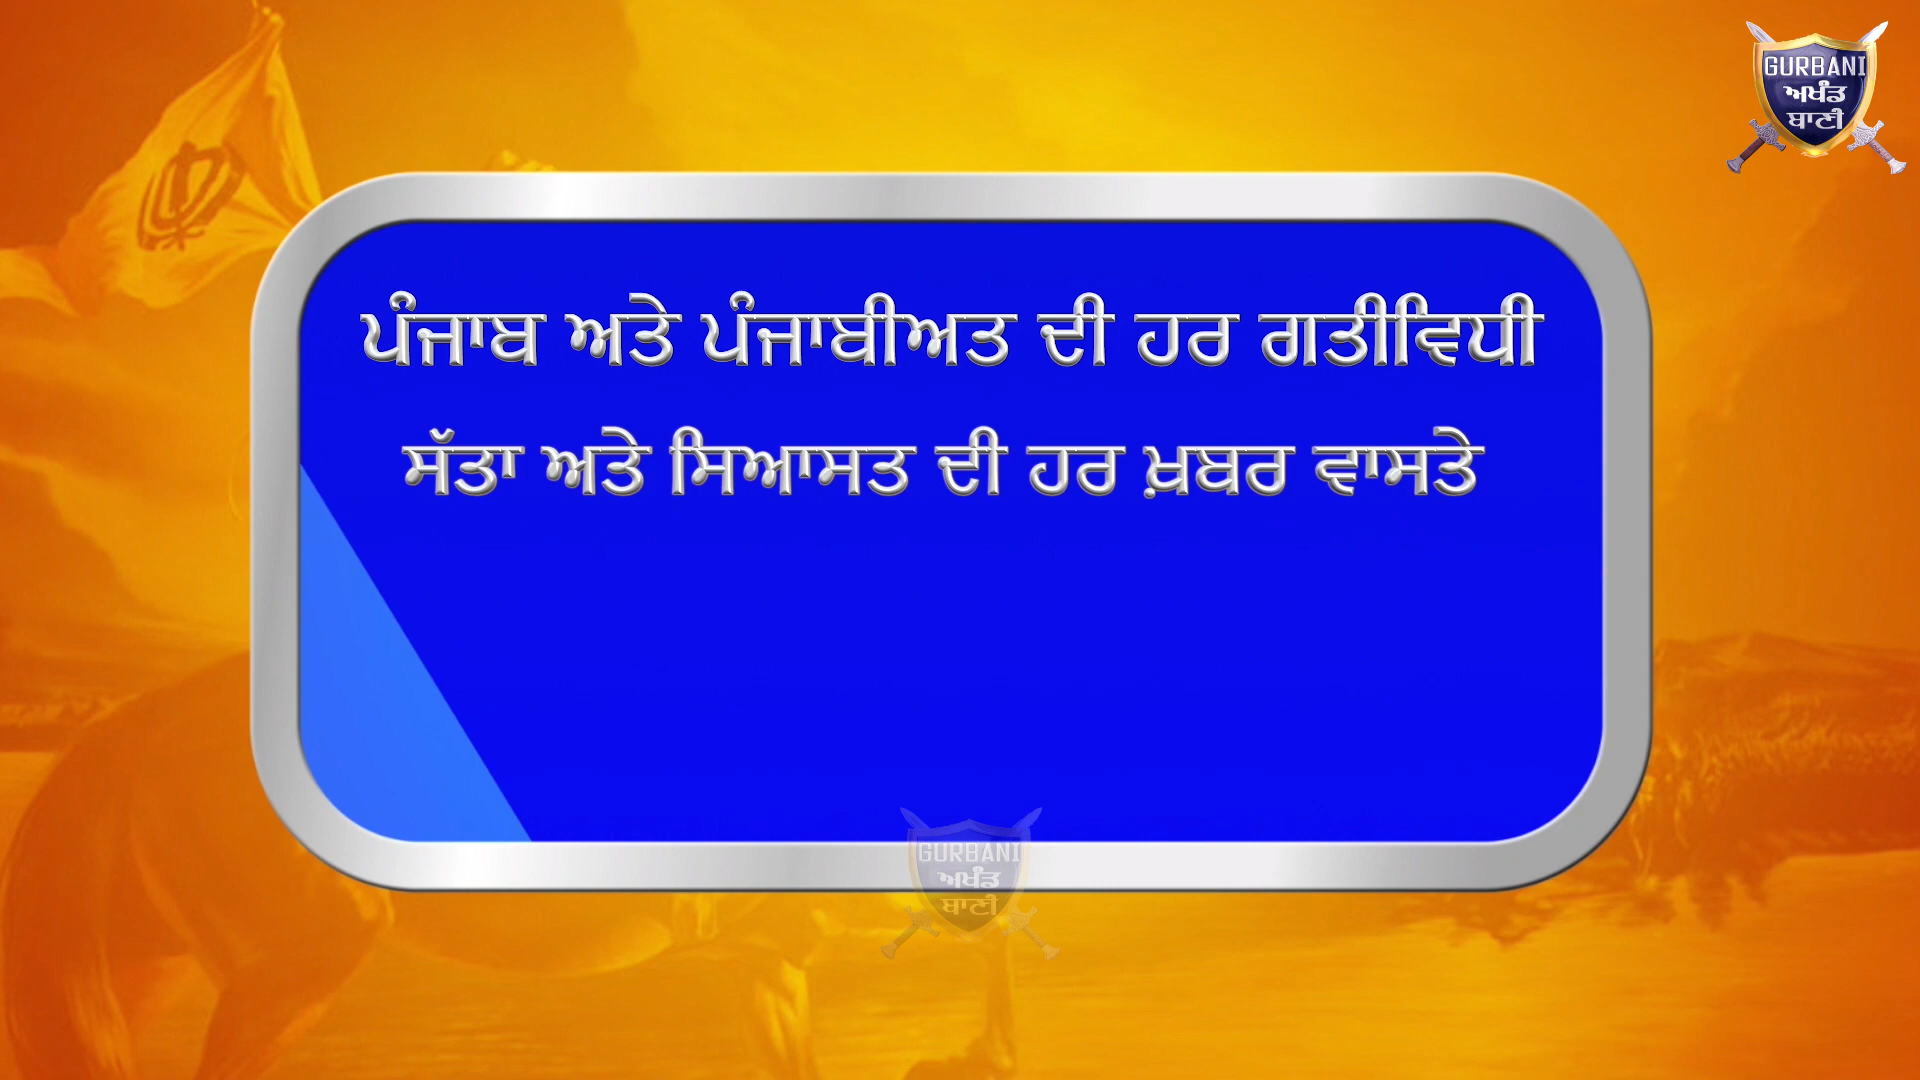 GURBANI
ਅਖੰਡ
ਬਾਣੀ
ਪੰਜਾਬ ਅਤੇ ਪੰਜਾਬੀਅਤ ਦੀ ਹਰ ਗਤੀਵਿਧੀ
ਸੱਤਾ ਅਤੇ ਸਿਆਸਤ ਦੀ ਹਰ ਖ਼ਬਰ ਵਾਸਤੇ
GURBANI
ਅਖੰਡ
ਬਾਣੀ